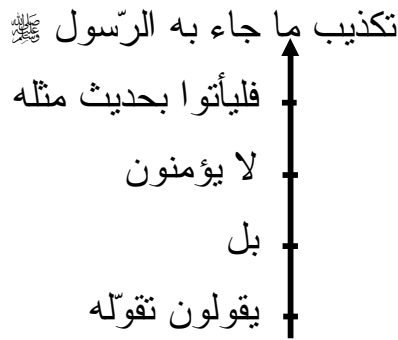 تكذيب ما جاء به الرّسول ﷺ
فليأتوا بحديث مثله
لا يؤمنون
بل
يقولون تقوّله